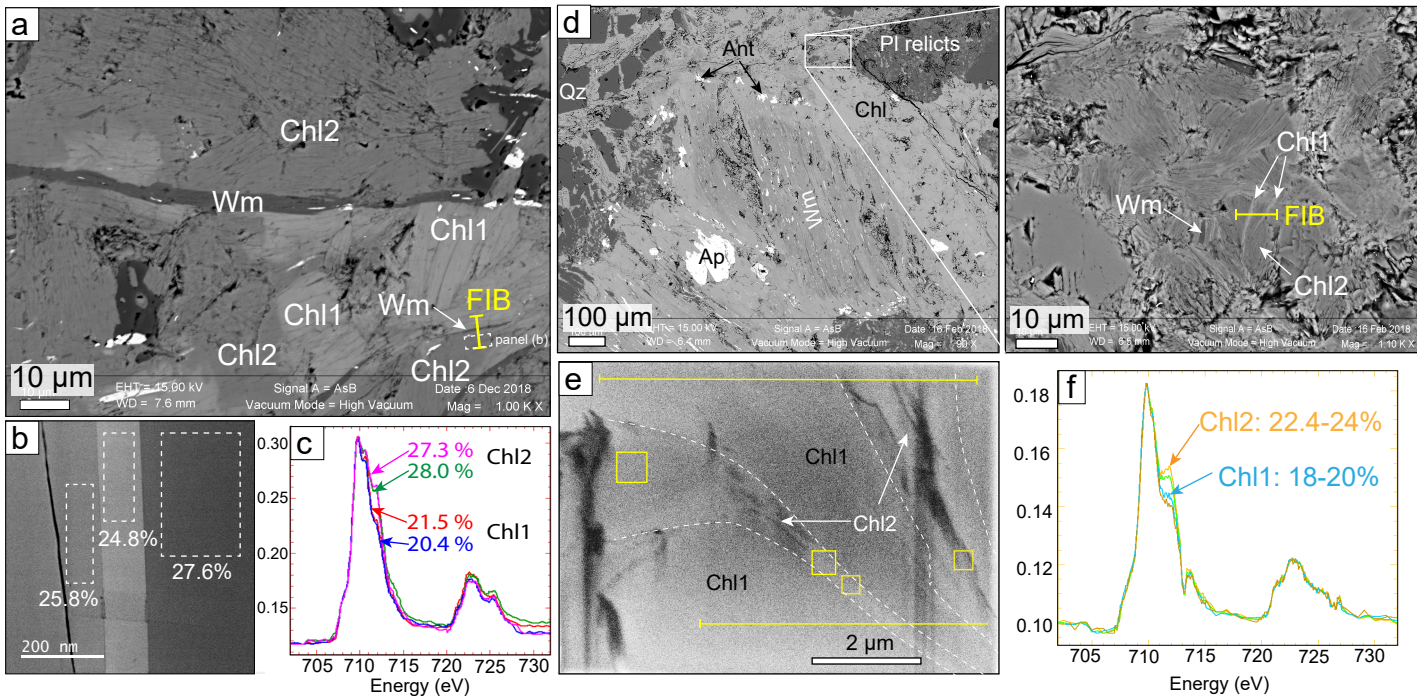 a
Chl2
Wm
Chl1
Chl1
Wm
FIB
panel (b)
Chl2
Chl2
10 µm
EHT = 15.00 kV
WD = 7.6 mm
Signal A = AsB
Vacuum Mode = High Vacuum
Date :6 Dec 2018
Mag = 1.00 K X
b
24.8%
27.6%
25.8%
200 nm
c
0.30
0.25
0.20
0.15
27.3 %
28.0 %
Chl2
21.5 %
20.4 %
Chl1
705 710 715 720 725 730
Energy (eV)
d
Ant
Pl relicts
Qz
Chl
Wm
Ap
100 µm
EHT = 15.00 kV
WD = 6.4 mm
Signal A = AsB
Vacuum Mode = High Vacuum
Date :16 Feb 2018
Mag = 90 X
Chl1
Wm
FIB
Chl2
10 µm
EHT = 15.00 kV
WD = 6.5 mm
Signal A = AsB
Vacuum Mode = High Vacuum
Date :16 Feb 2018
Mag = 1.10 K X
e
Chl1
Chl2
Chl1
2 µm
f
0.18
0.16
0.14
0.12
0.10
Chl2: 22.4-24%
Chl1: 18-20%
705 710 715 720 725 730
Energy (eV)